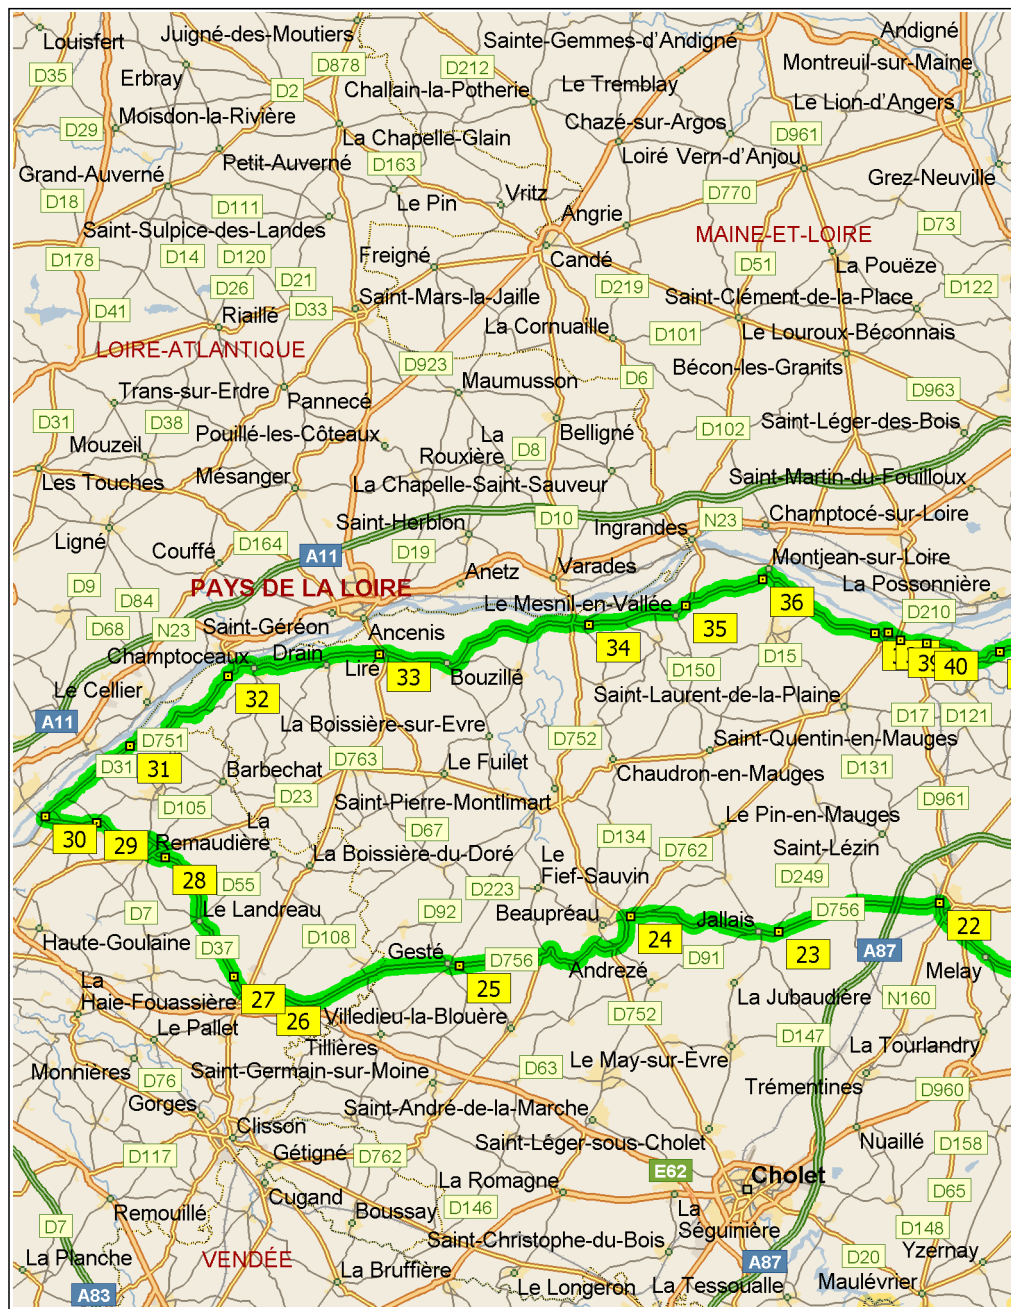 Louisfert
Juigné-des-Moutiers
Sainte-Gemmes-d'Andigné
Andigné
D35
Erbray
D878
D212
Le Tremblay
Montreuil-sur-Maine
D2
Challain-la-Potherie
Le Lion-d'Angers
D29
Moisdon-la-Rivière
La Chapelle-Glain
Chazé-sur-Argos
D961
Grand-Auverné
Petit-Auverné
D163
Loiré
Vern-d'Anjou
Grez-Neuville
D18
D111
Le Pin
Vritz
D770
Angrie
D73
Saint-Sulpice-des-Landes
MAINE-ET-LOIRE
D178
D14
D120
Freigné
Candé
D51
La Pouëze
D26
D21
D219
D122
D41
Riaillé
D33
Saint-Mars-la-Jaille
Saint-Clément-de-la-Place
La Cornuaille
D101
Le Louroux-Béconnais
LOIRE-ATLANTIQUE
D923
Bécon-les-Granits
Trans-sur-Erdre
Pannecé
Maumusson
D6
D963
D31
D38
Mouzeil
Pouillé-les-Côteaux
La
Rouxière
D8
Belligné
D102
Saint-Léger-des-Bois
Les Touches
Mésanger
La Chapelle-Saint-Sauveur
Saint-Martin-du-Fouilloux
Ligné
Couffé
D164
Saint-Herblon
D10
Ingrandes
N23
Champtocé-sur-Loire
A11
D19
Anetz
Varades
Montjean-sur-Loire
D9
D84
PAYS DE LA LOIRE
Le Mesnil-en-Vallée
36
La Possonnière
D68
N23
Saint-Géréon
Ancenis
34
35
D210
Champtoceaux
Drain
Liré
33
Bouzillé
D150
D15
39
40
Le Cellier
32
Saint-Laurent-de-la-Plaine
A11
D751
La Boissière-sur-Evre
D752
D17
D121
D31
31
Barbechat
D763
Le Fuilet
Saint-Quentin-en-Mauges
Chaudron-en-Mauges
D131
D105
D23
Saint-Pierre-Montlimart
D961
30
29
La
Remaudière
D67
D134
Le Pin-en-Mauges
28
D55
La Boissière-du-Doré
Le
Fief-Sauvin
D762
Saint-Lézin
D7
Le Landreau
D223
D249
Haute-Goulaine
D37
D108
D92
Beaupréau
24
Jallais
D756
22
Gesté
D756
23
A87
La
Haie-Fouassière
27
26
25
Andrezé
D91
Melay
Le Pallet
Villedieu-la-Blouère
D752
La Jubaudière
N160
Tillières
D147
Monnières
D76
Saint-Germain-sur-Moine
D63
Le May-sur-Èvre
La Tourlandry
Gorges
Saint-André-de-la-Marche
Trémentines
D960
Clisson
Saint-Léger-sous-Cholet
Nuaillé
D158
D117
Gétigné
D762
E62
Cholet
Cugand
La Romagne
D65
D7
Remouillé
Boussay
D146
La
Séguinière
D148
La Planche
VENDÉE
Saint-Christophe-du-Bois
A87
D20
Yzernay
A83
La Bruffière
Le Longeron
La Tessoualle
Maulévrier